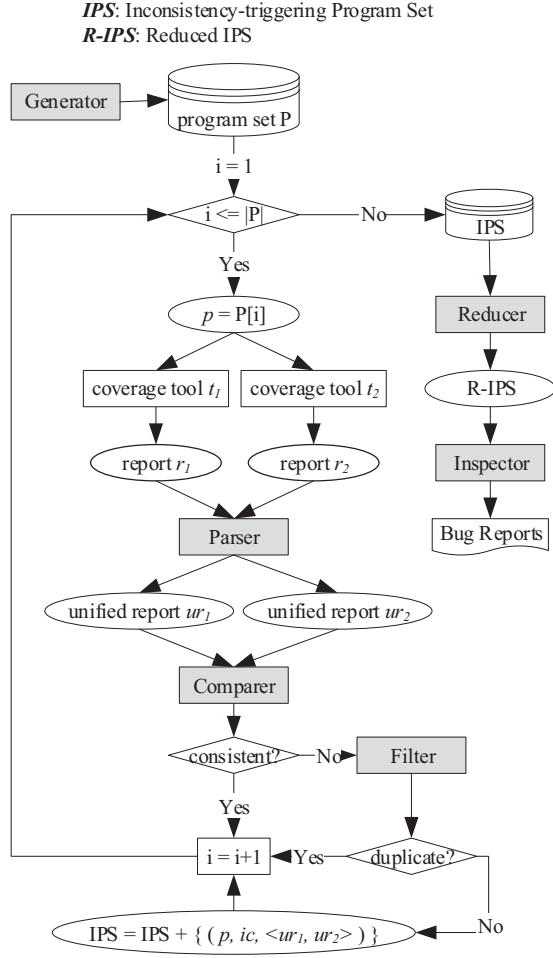 IPS: Inconsistency-triggering Program Set
R-IPS: Reduced IPS
Generator
program set P
i = 1
i <= |P|
No
IPS
Yes
Reducer
p = P[i]
coverage tool t₁
coverage tool t₂
R-IPS
report r₁
report r₂
Inspector
Parser
Bug Reports
unified report ur₁
unified report ur₂
Comparer
consistent?
No
Filter
Yes
i = i+1
Yes
duplicate?
No
IPS = IPS + { ( p, ic, <ur₁, ur₂> ) }